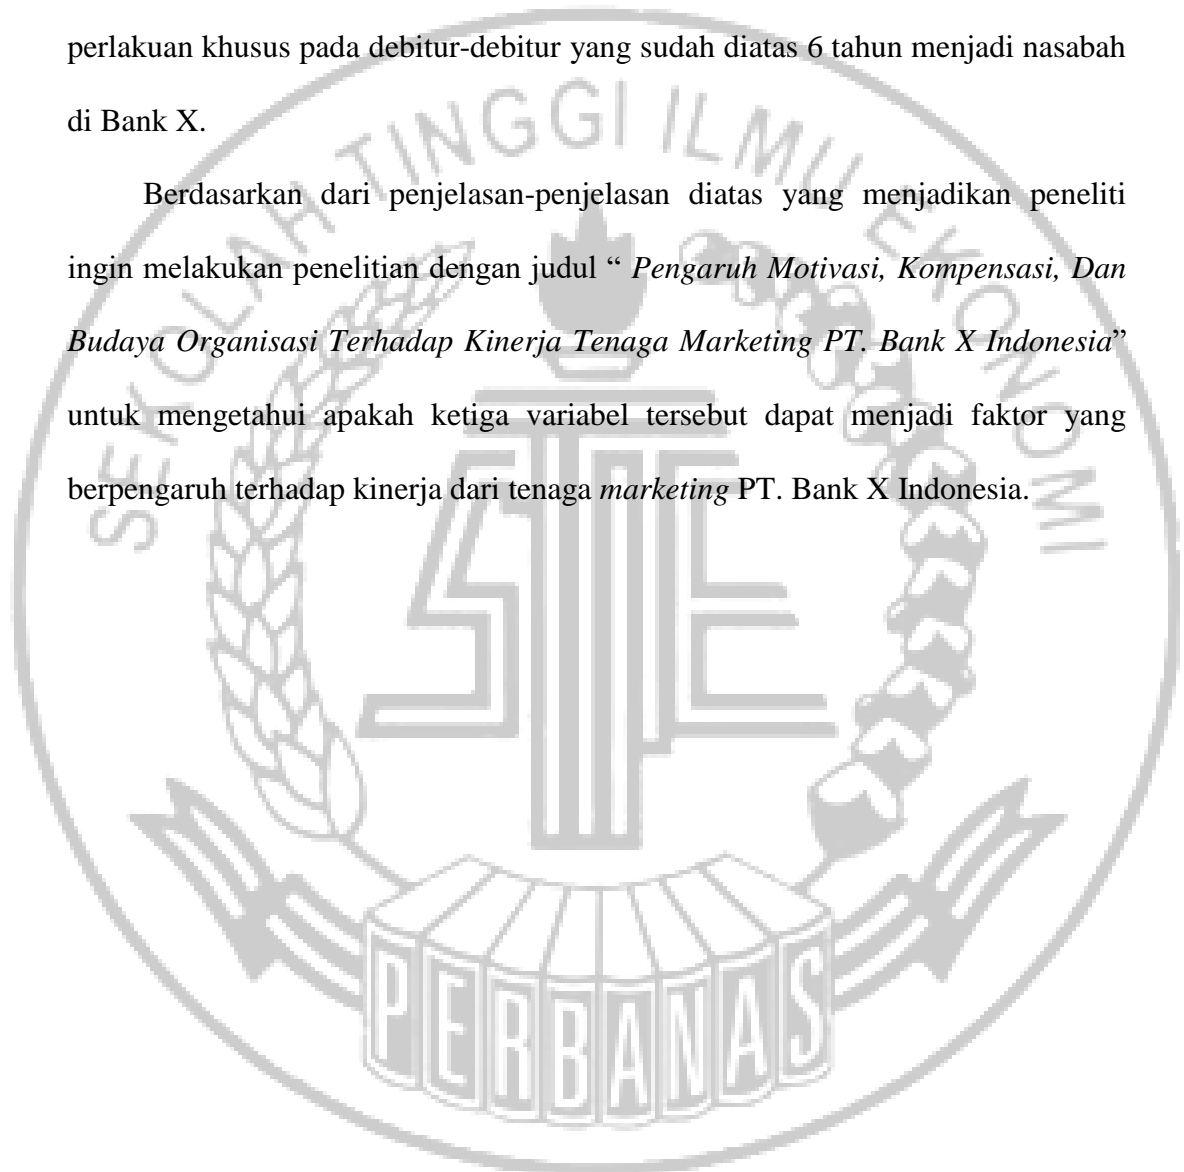 perlakuan khusus pada debitur-debitur yang sudah diatas 6 tahun menjadi nasabah
di Bank X.
Berdasarkan dari penjelasan-penjelasan diatas yang menjadikan peneliti
ingin melakukan penelitian dengan judul “ Pengaruh Motivasi, Kompensasi, Dan
Budaya Organisasi Terhadap Kinerja Tenaga Marketing PT. Bank X Indonesia”
untuk mengetahui apakah ketiga variabel tersebut dapat menjadi faktor yang
berpengaruh terhadap kinerja dari tenaga marketing PT. Bank X Indonesia.
SEKOLAH TINGGI ILMU EKONOMI
STIE
PERBANAS